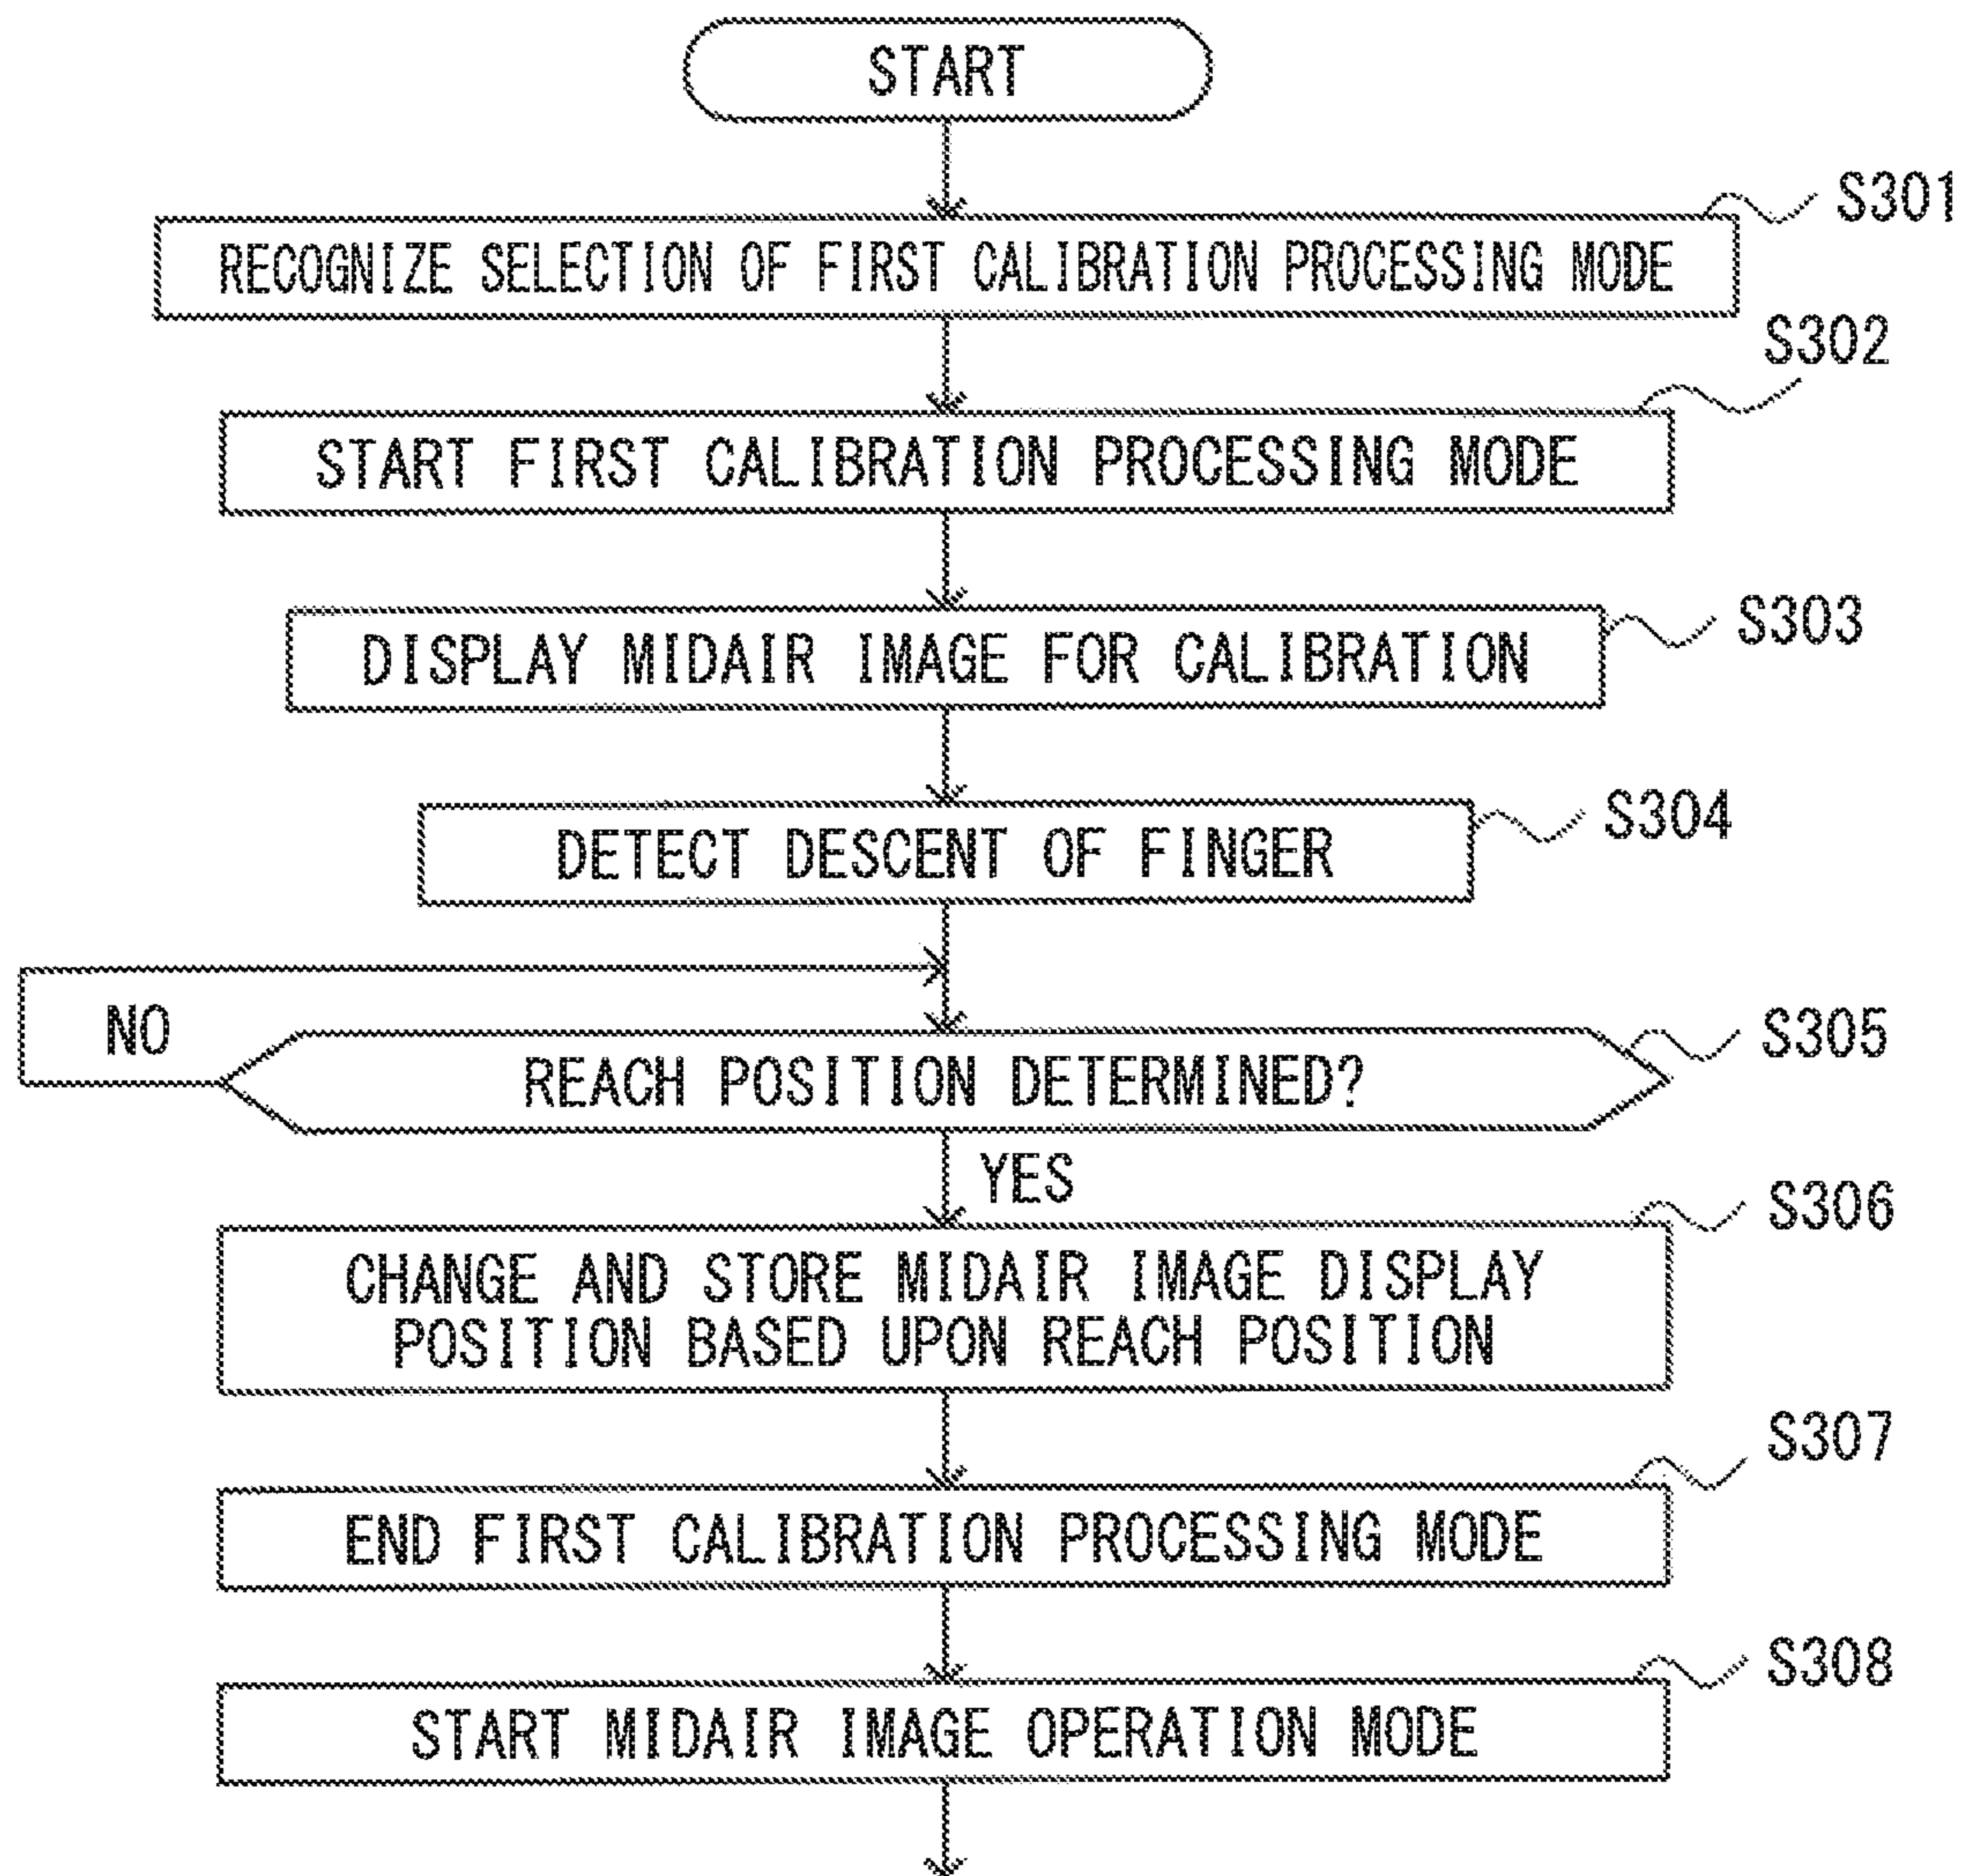 START
S301
RECOGNIZE SELECTION OF FIRST CALIBRATION PROCESSING MODE
S302
START FIRST CALIBRATION PROCESSING MODE
S303
DISPLAY MIDAIR IMAGE FOR CALIBRATION
S304
DETECT DESCENT OF FINGER
NO
S305
REACH POSITION DETERMINED?
YES
S306
CHANGE AND STORE MIDAIR IMAGE DISPLAY
POSITION BASED UPON REACH POSITION
S307
END FIRST CALIBRATION PROCESSING MODE
S308
START MIDAIR IMAGE OPERATION MODE